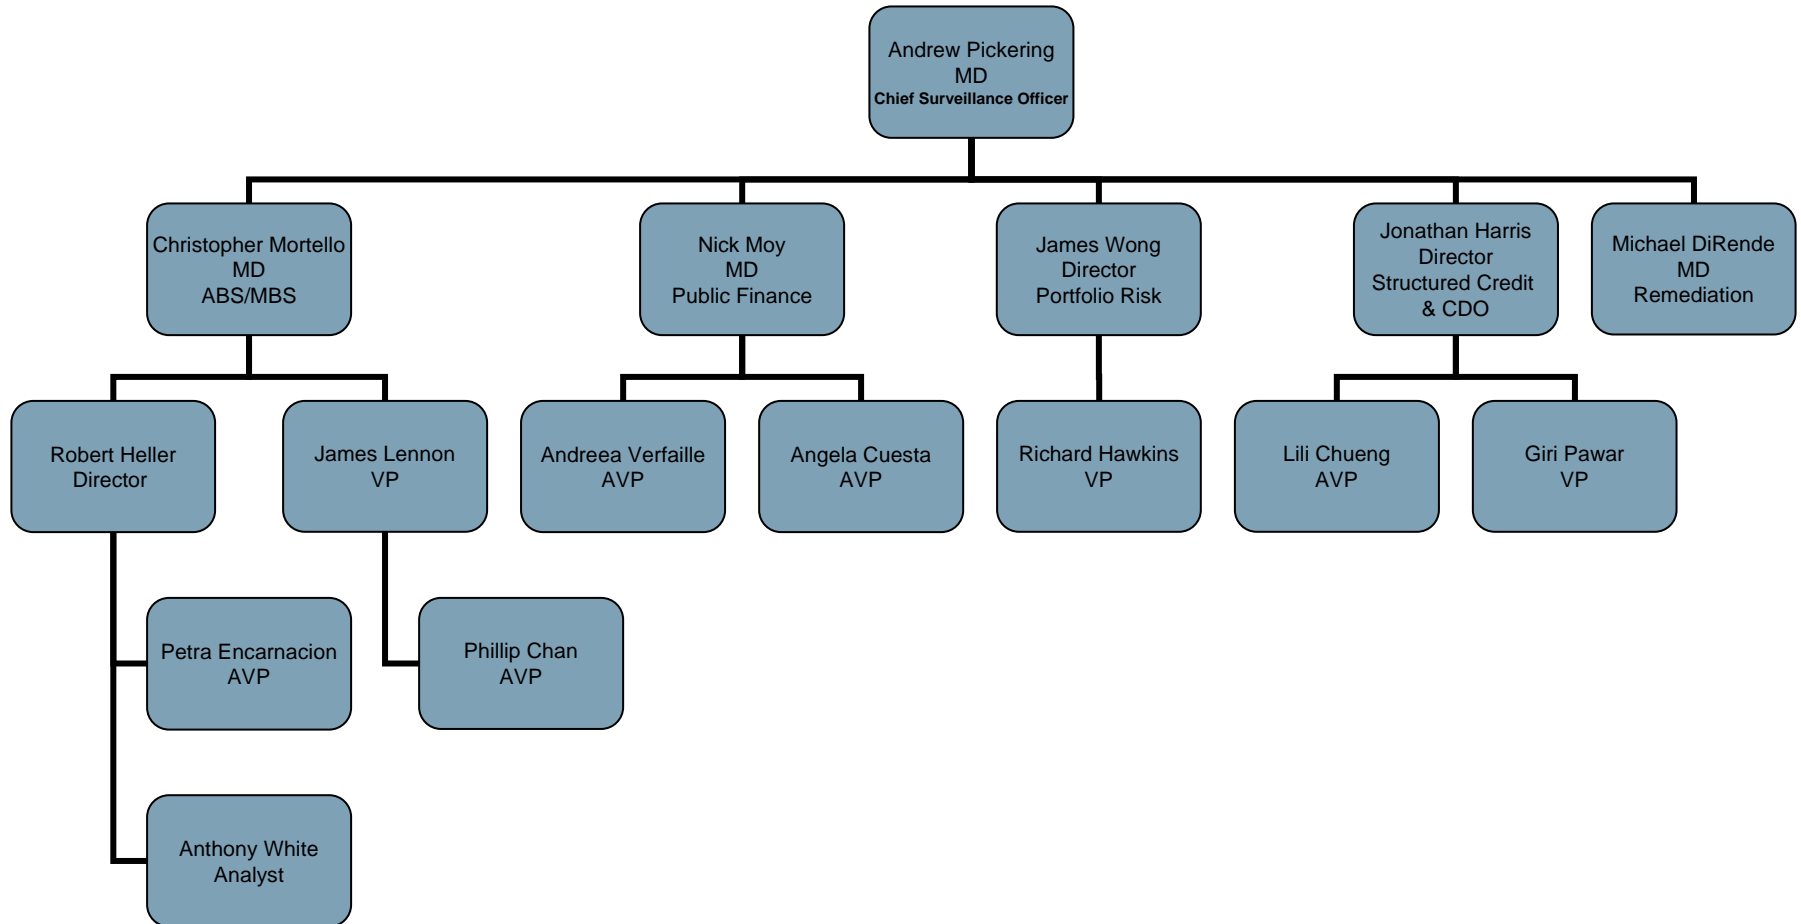 Andrew Pickering
MD
Chief Surveillance Officer
Christopher Mortello
MD
ABS/MBS
Nick Moy
MD
Public Finance
James Wong
Director
Portfolio Risk
Jonathan Harris
Director
Structured Credit
& CDO
Michael DiRende
MD
Remediation
Robert Heller
Director
James Lennon
VP
Andreea Verfaille
AVP
Angela Cuesta
AVP
Richard Hawkins
VP
Lili Chueng
AVP
Giri Pawar
VP
Petra Encarnacion
AVP
Phillip Chan
AVP
Anthony White
Analyst